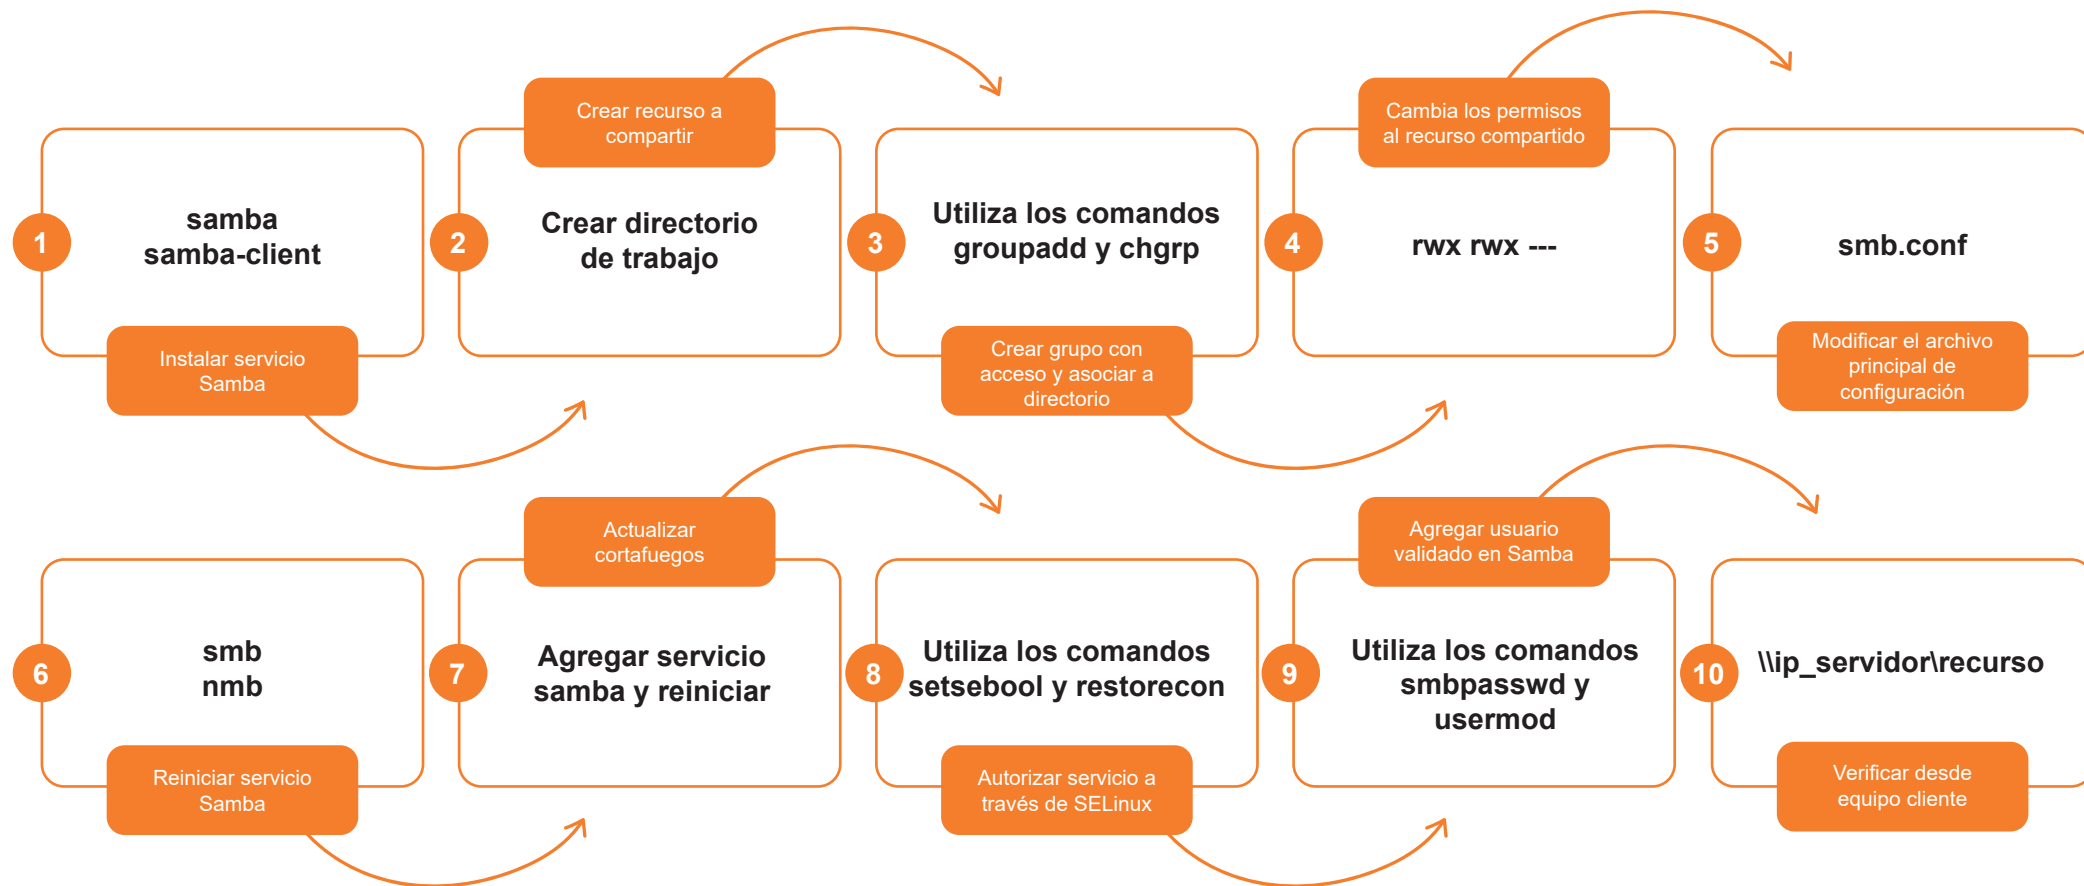 1
samba
samba-client
Instalar servicio
Samba
2
Crear recurso a
compartir
Crear directorio
de trabajo
3
Utiliza los comandos
groupadd y chgrp
Crear grupo con
acceso y asociar a
directorio
4
Cambia los permisos
al recurso compartido
rwx rwx ---
5
smb.conf
Modificar el archivo
principal de
configuración
6
smb
nmb
Reiniciar servicio
Samba
7
Actualizar
cortafuegos
Agregar servicio
samba y reiniciar
8
Utiliza los comandos
setsebool y restorecon
Autorizar servicio a
través de SELinux
9
Agregar usuario
validado en Samba
Utiliza los comandos
smbpasswd y
usermod
10
\\ip_servidor\recurso
Verificar desde
equipo cliente